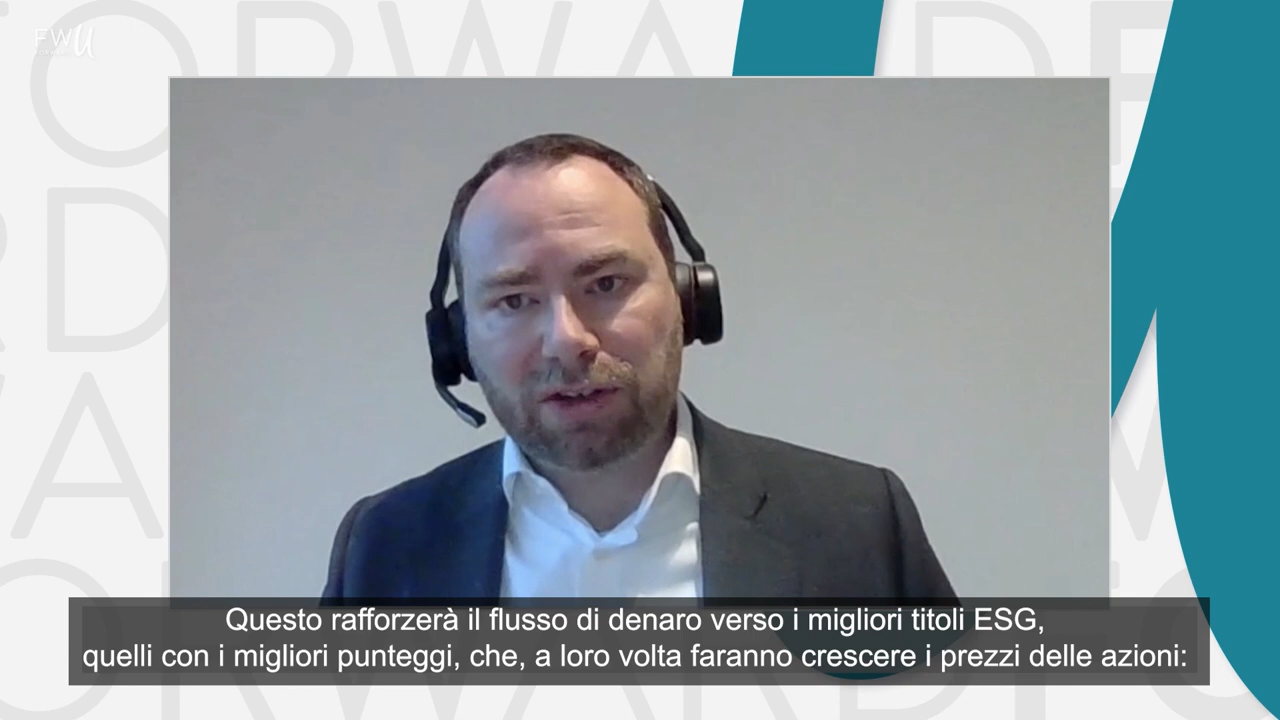 FWU
Questo rafforzerà il flusso di denaro verso i migliori titoli ESG,
quelli con i migliori punteggi, che, a loro volta faranno crescere i prezzi delle azioni: